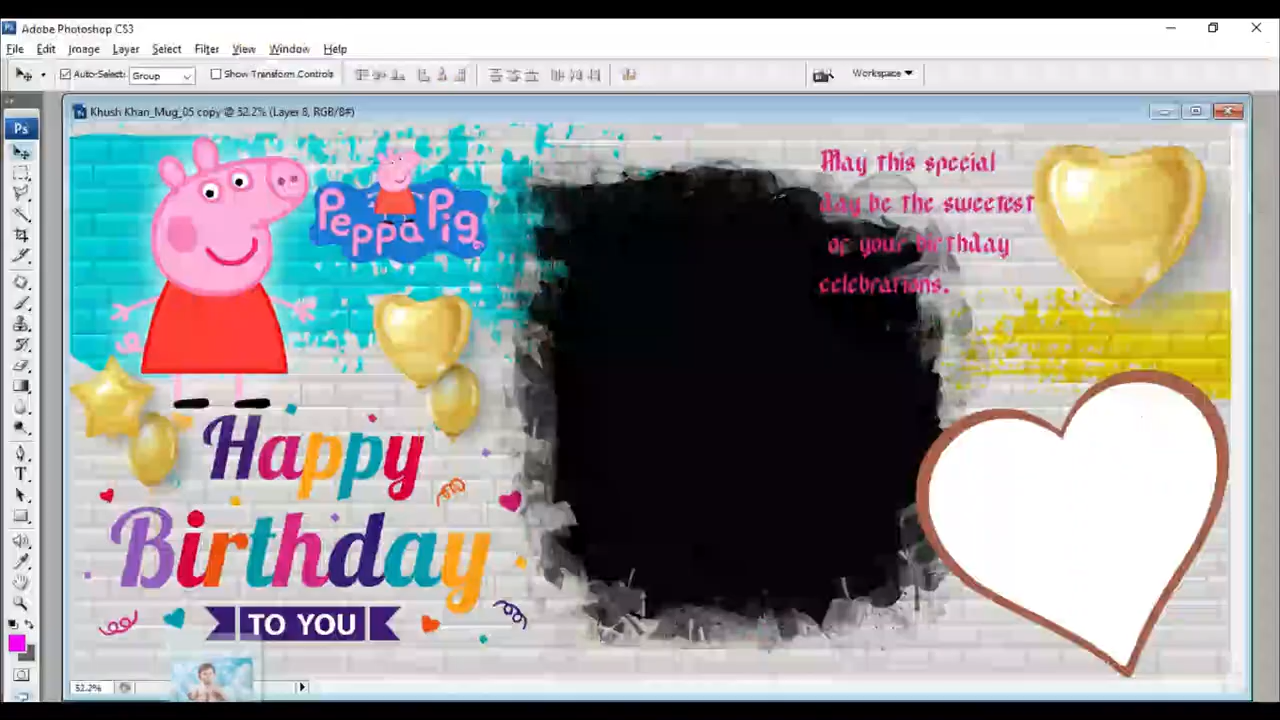 Adobe Photoshop CS3
File Edit Image Layer Select Filter View Window Help
Auto-Select: Group Show Transform Controls Workspace
Khush Khan_Mug_05 copy @ 52.2% (Layer 8, RGB/8#)
Ps
Peppa Pig
May this special
day be the sweetest
of your birthday
celebrations.
Happy
Birthday
TO YOU
52.2%